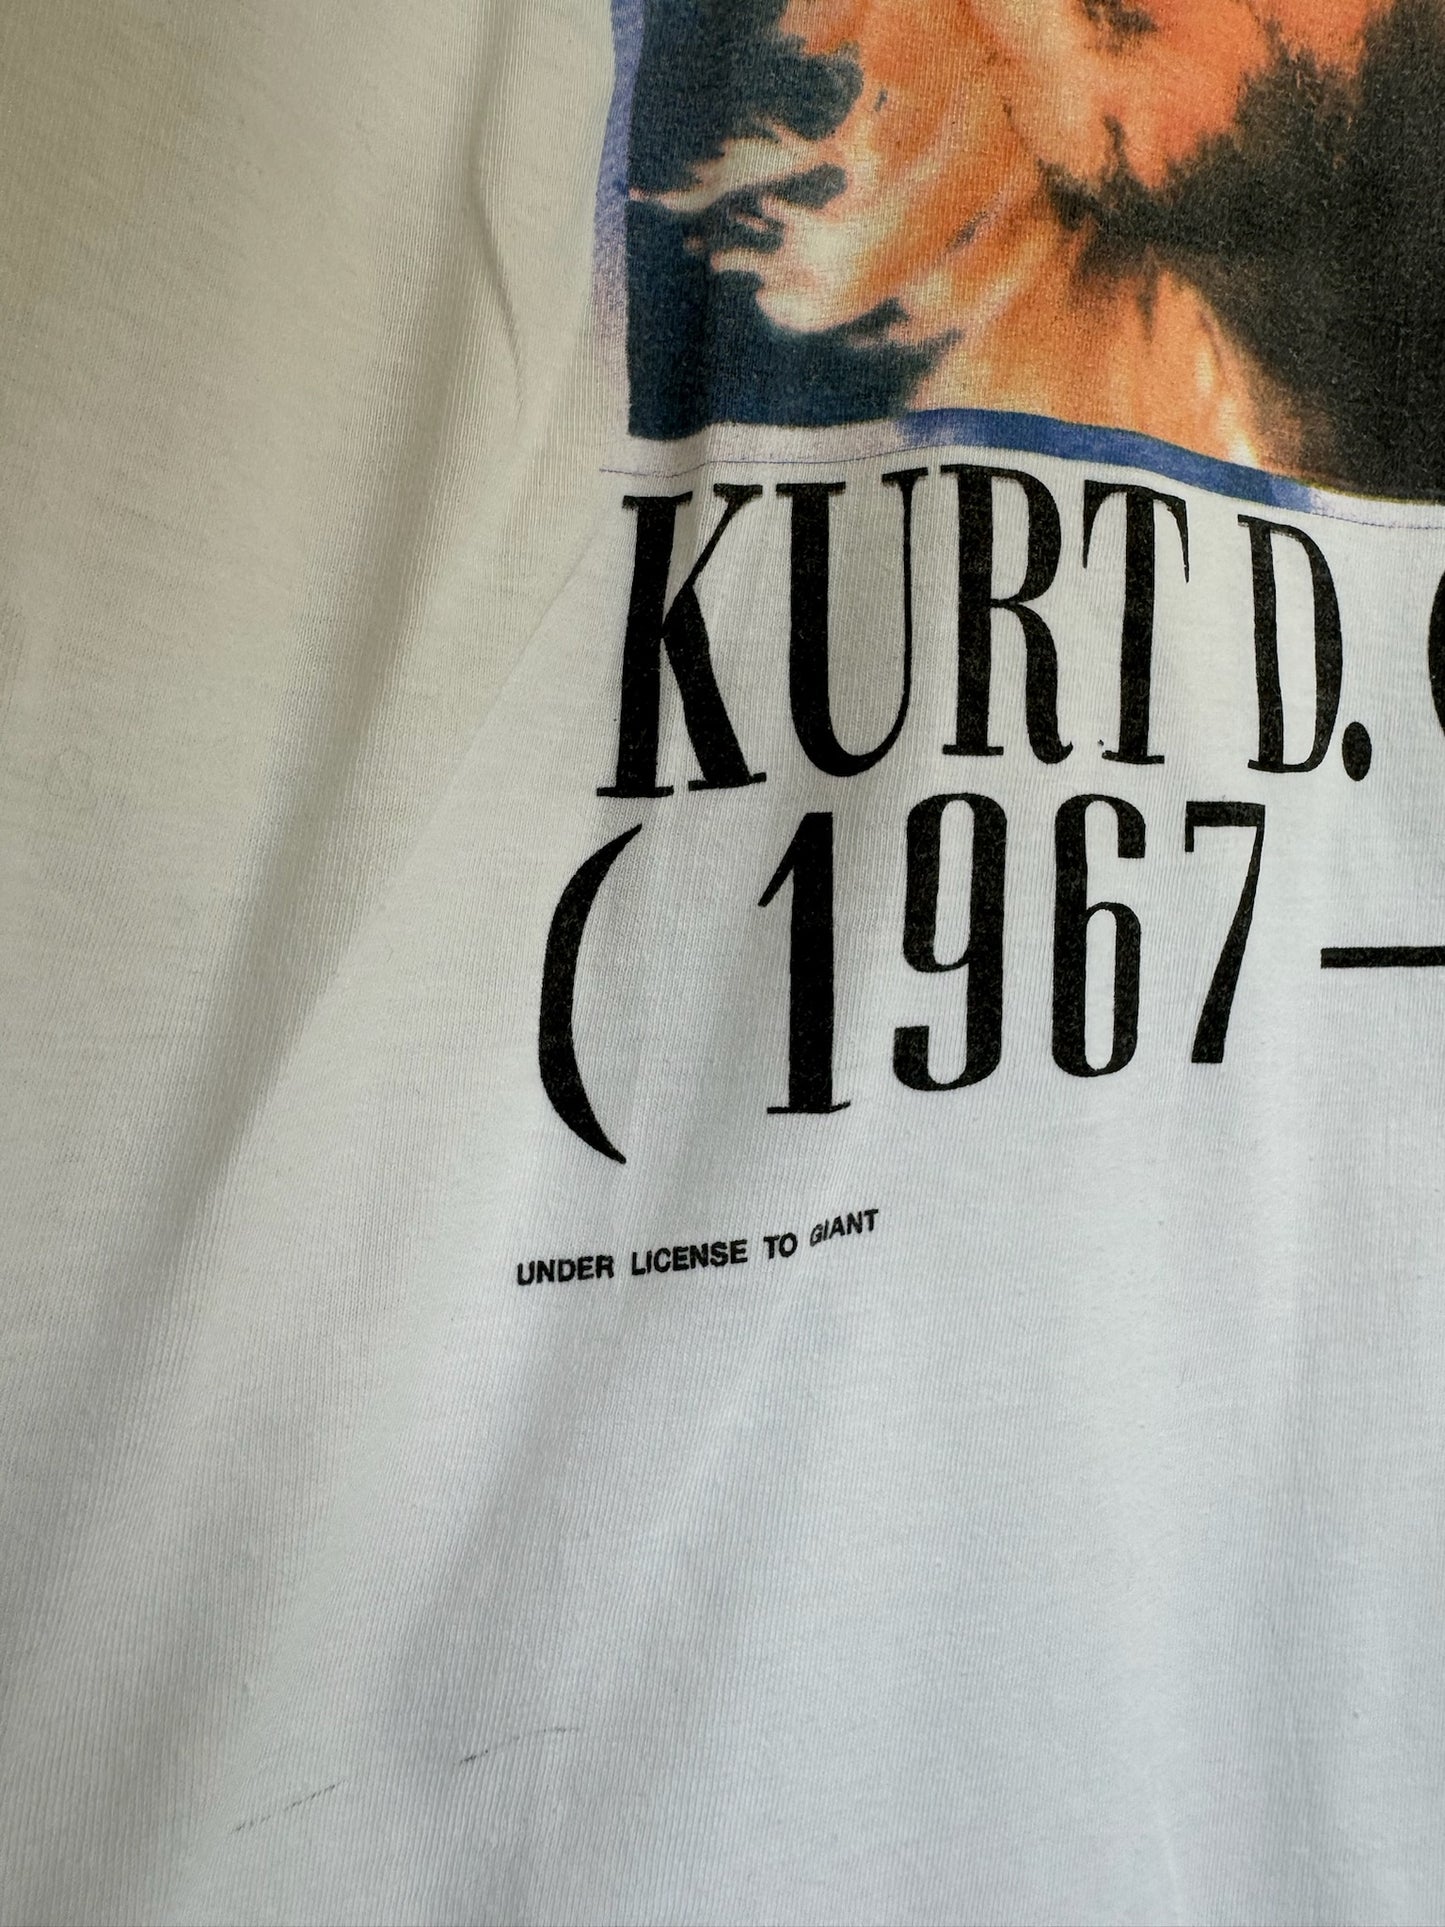 KURT D.
( 1967 —
UNDER LICENSE TO GIANT